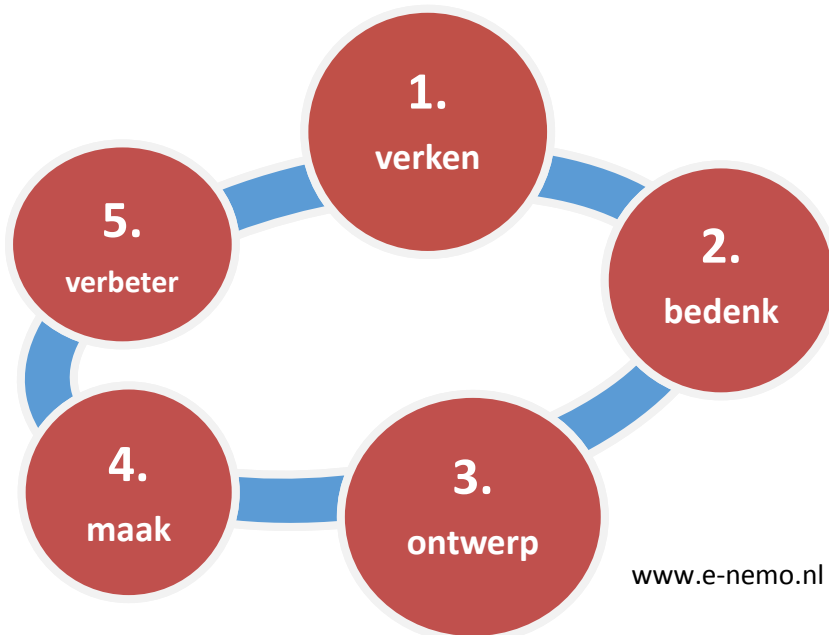 1.
verken
2.
bedenk
3.
ontwerp
4.
maak
5.
verbeter
www.e-nemo.nl